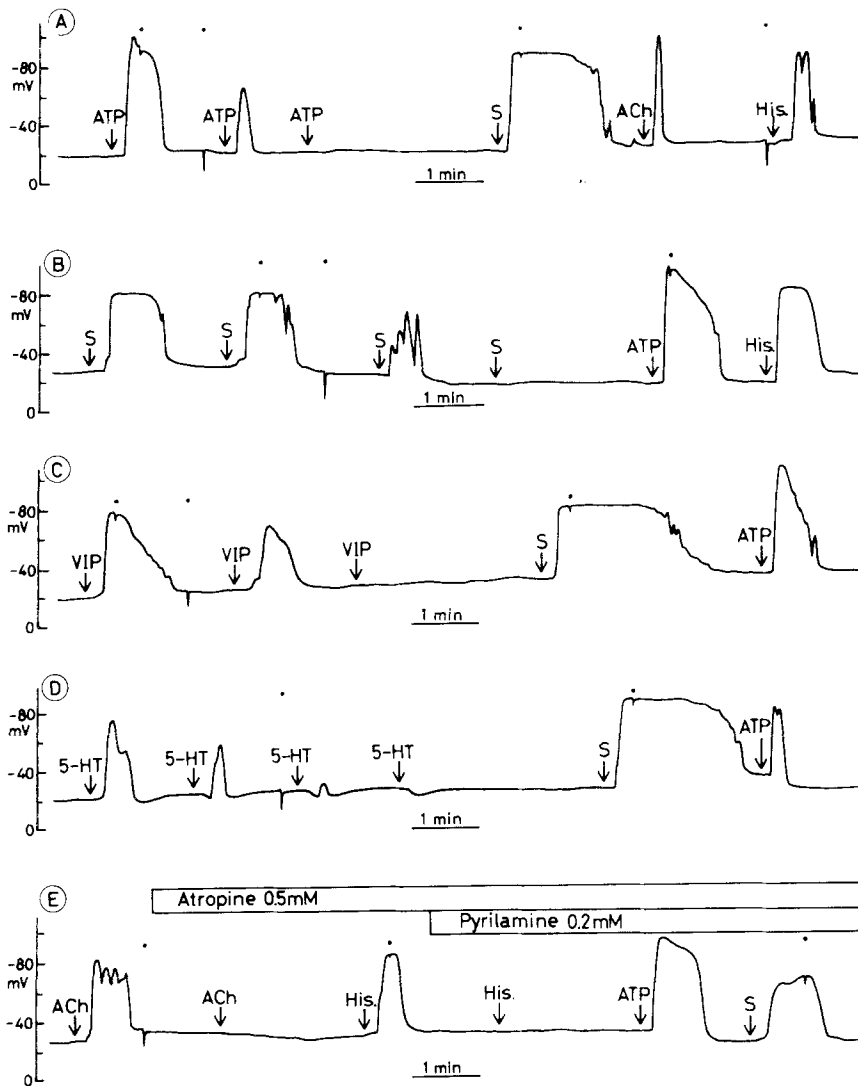 A
-80
mV
-40
0
ATP ATP ATP S ACh His.
1 min
B
-80
mV
-40
0
S S S S ATP His.
1 min
C
-80
mV
-40
0
VIP VIP VIP S ATP
1 min
D
-80
mV
-40
0
5-HT 5-HT 5-HT 5-HT S ATP
1 min
E
Atropine 0.5mM
Pyrilamine 0.2mM
-80
mV
-40
0
ACh ACh His. His. ATP S
1 min